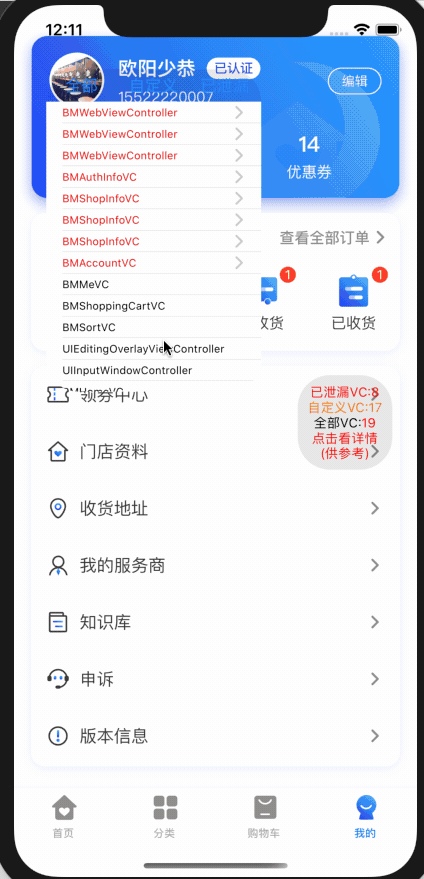 12:11
欧阳少恭
已认证
编辑
15522220007
BMWebViewController
BMWebViewController
BMWebViewController
BMAuthInfoVC
BMShopInfoVC
BMShopInfoVC
BMShopInfoVC
BMAccountVC
BMMeVC
BMShoppingCartVC
BMSortVC
UIEditingOverlayViewController
UIInputWindowController
14
优惠券
查看全部订单
1
1
收货
已收货
领券中心
已泄漏VC:8
自定义VC:17
全部VC:19
点击看详情
(供参考)
门店资料
收货地址
我的服务商
知识库
申诉
版本信息
首页
分类
购物车
我的